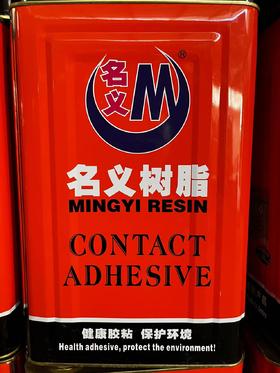 名义
M
®
名义树脂
MINGYI RESIN
CONTACT
ADHESIVE
健康胶粘 保护环境
Health adhesive, protect the environment!